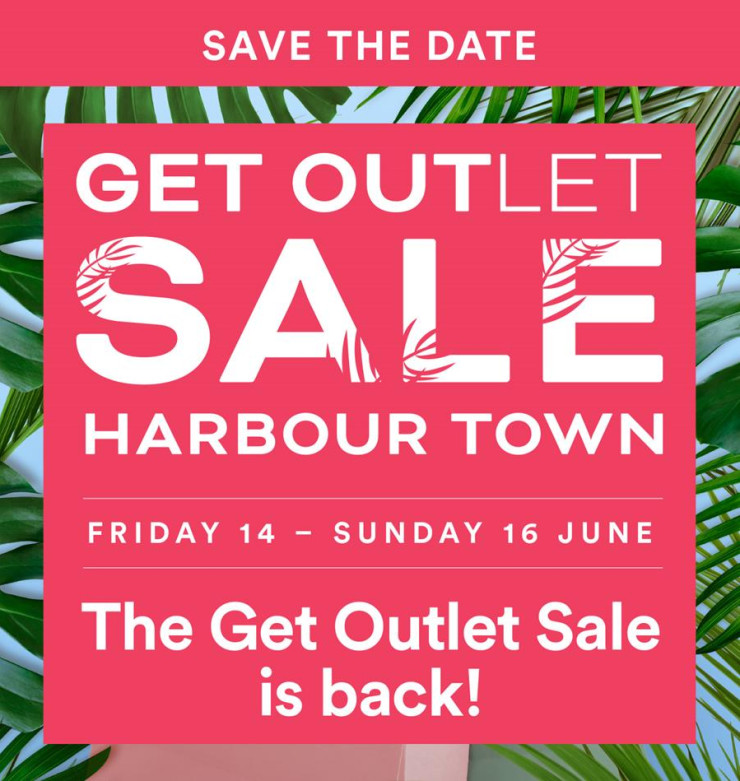 SAVE THE DATE
GET OUTLET
SALE
HARBOUR TOWN
FRIDAY 14 – SUNDAY 16 JUNE
The Get Outlet Sale
is back!